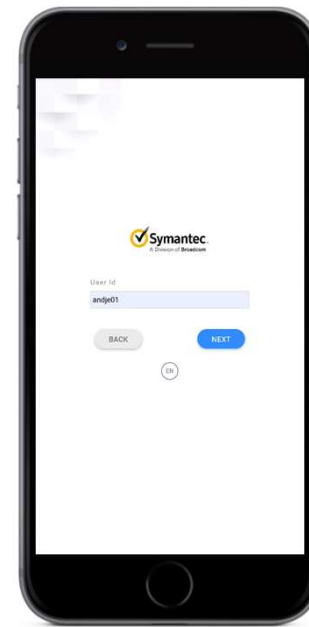 Symantec
A Division of Broadcom
User Id
andje01
BACK NEXT
EN